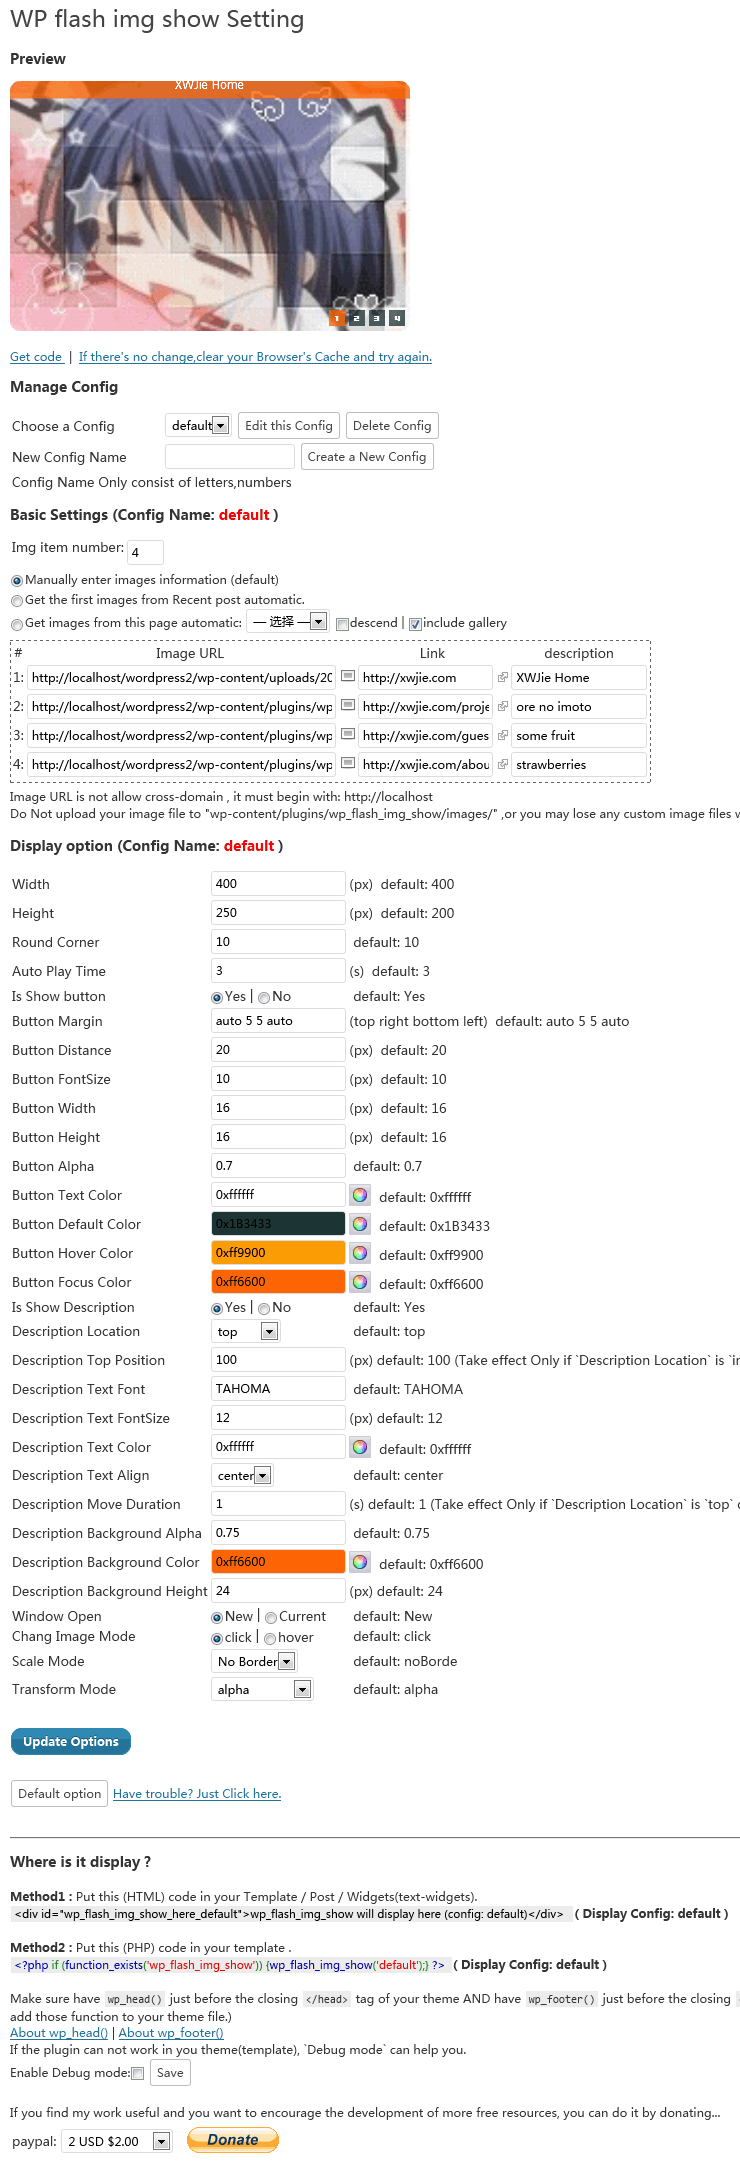 WP flash img show Setting
Preview
XWJie Home
1 2 3 4
Get code | If there's no change,clear your Browser's Cache and try again.
Manage Config
Choose a Config default Edit this Config Delete Config
New Config Name Create a New Config
Config Name Only consist of letters,numbers
Basic Settings (Config Name: default )
Img item number: 4
Manually enter images information (default)
Get the first images from Recent post automatic.
Get images from this page automatic: — 选择 — descend | include gallery
# Image URL Link description
1: http://localhost/wordpress2/wp-content/uploads/20 http://xwjie.com XWJie Home
2: http://localhost/wordpress2/wp-content/plugins/wp http://xwjie.com/proje ore no imoto
3: http://localhost/wordpress2/wp-content/plugins/wp http://xwjie.com/gues some fruit
4: http://localhost/wordpress2/wp-content/plugins/wp http://xwjie.com/abou strawberries
Image URL is not allow cross-domain , it must begin with: http://localhost
Do Not upload your image file to "wp-content/plugins/wp_flash_img_show/images/" ,or you may lose any custom image files
Display option (Config Name: default )
Width 400 (px) default: 400
Height 250 (px) default: 200
Round Corner 10 default: 10
Auto Play Time 3 (s) default: 3
Is Show button Yes | No default: Yes
Button Margin auto 5 5 auto (top right bottom left) default: auto 5 5 auto
Button Distance 20 (px) default: 20
Button FontSize 10 (px) default: 10
Button Width 16 (px) default: 16
Button Height 16 (px) default: 16
Button Alpha 0.7 default: 0.7
Button Text Color 0xffffff default: 0xffffff
Button Default Color 0x1B3433 default: 0x1B3433
Button Hover Color 0xff9900 default: 0xff9900
Button Focus Color 0xff6600 default: 0xff6600
Is Show Description Yes | No default: Yes
Description Location top default: top
Description Top Position 100 (px) default: 100 (Take effect Only if `Description Location` is
Description Text Font TAHOMA default: TAHOMA
Description Text FontSize 12 (px) default: 12
Description Text Color 0xffffff default: 0xffffff
Description Text Align center default: center
Description Move Duration 1 (s) default: 1 (Take effect Only if `Description Location` is `top`
Description Background Alpha 0.75 default: 0.75
Description Background Color 0xff6600 default: 0xff6600
Description Background Height 24 (px) default: 24
Window Open New | Current default: New
Chang Image Mode click | hover default: click
Scale Mode No Border default: noBorde
Transform Mode alpha default: alpha
Update Options
Default option Have trouble? Just Click here.
Where is it display ?
Method1 : Put this (HTML) code in your Template / Post / Widgets(text-widgets).
<div id="wp_flash_img_show_here_default">wp_flash_img_show will display here (config: default)</div> ( Display Config: default )
Method2 : Put this (PHP) code in your template .
<?php if (function_exists('wp_flash_img_show')) {wp_flash_img_show('default');} ?> ( Display Config: default )
Make sure have wp_head() just before the closing </head> tag of your theme AND have wp_footer() just before the closing
add those function to your theme file.)
About wp_head() | About wp_footer()
If the plugin can not work in you theme(template), `Debug mode` can help you.
Enable Debug mode: Save
If you find my work useful and you want to encourage the development of more free resources, you can do it by donating...
paypal: 2 USD $2.00 Donate